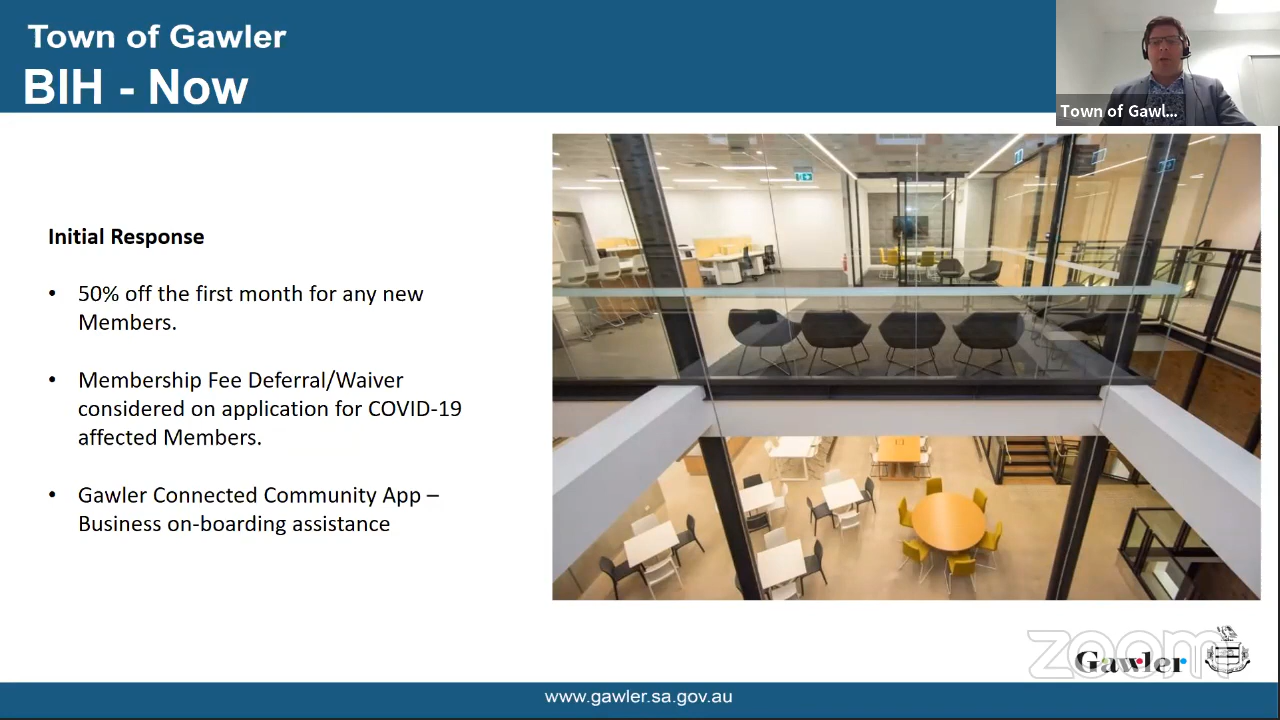 Town of Gawler
BIH - Now
Town of Gawl...
Initial Response
• 50% off the first month for any new
Members.
• Membership Fee Deferral/Waiver
considered on application for COVID-19
affected Members.
• Gawler Connected Community App –
Business on-boarding assistance
zoom
Gawler
www.gawler.sa.gov.au